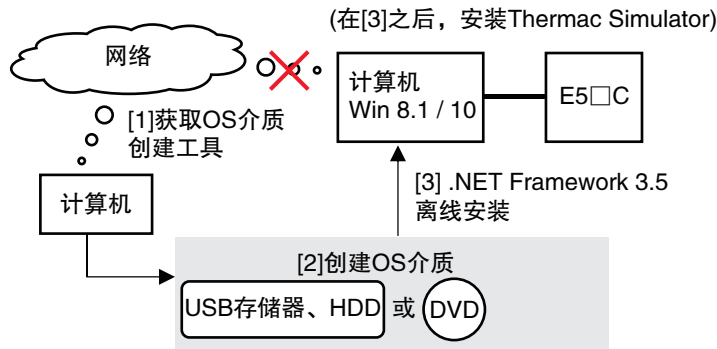 (在[3]之后，安装Thermac Simulator)
网络
计算机
Win 8.1 / 10
E5□C
[1]获取OS介质
创建工具
计算机
[3] .NET Framework 3.5
离线安装
[2]创建OS介质
USB存储器、HDD 或 DVD